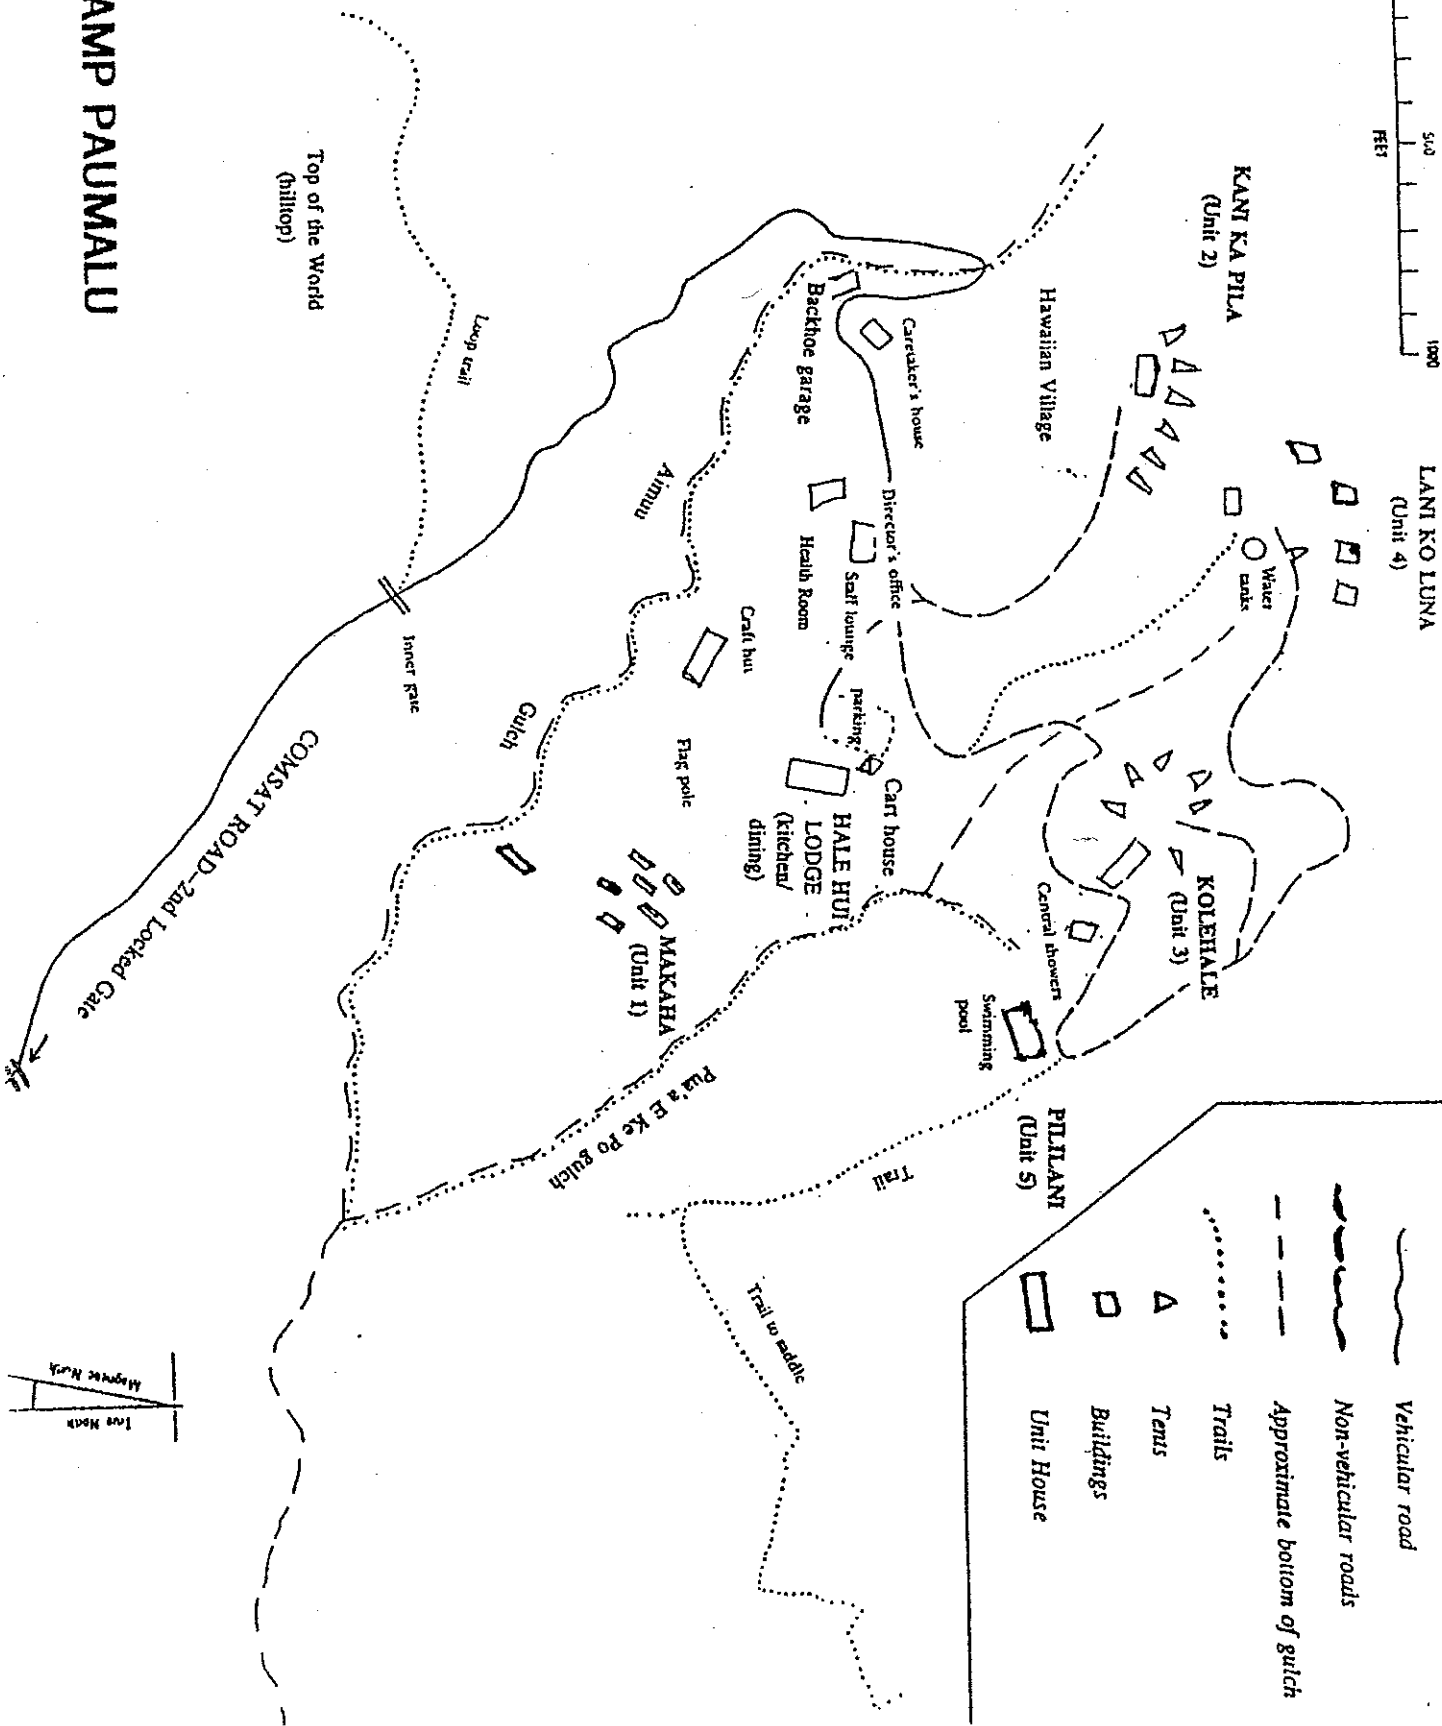 AMP PAUMALU
500
1000
FEET
KANI KA PILA
(Unit 2)
LANI KO LUNA
(Unit 4)
Hawaiian Village
Water
tanks
Top of the World
(hilltop)
Loop trail
Backhoe garage
Caretaker's house
Director's office
Health Room
Staff lounge
parking
Craft hut
Flag pole
Cart house
HALE HUI
LODGE
(kitchen/
dining)
KOLEHALE
(Unit 3)
Central showers
Swimming
pool
MAKAHA
(Unit 1)
PILILANI
(Unit 5)
Aimuu
Gulch
Inner gate
COMSAT ROAD–2nd Locked Gate
Pua'a E Ke Po gulch
Trail
Trail to saddle
Vehicular road
Non-vehicular roads
Approximate bottom of gulch
Trails
Tents
Buildings
Unit House
Magnetic North
True North